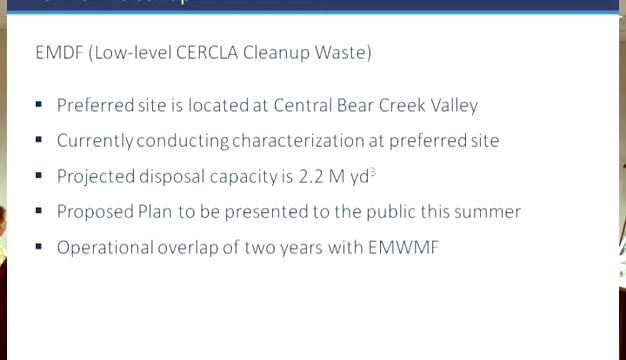 EMDF (Low-level CERCLA Cleanup Waste)
▪ Preferred site is located at Central Bear Creek Valley
▪ Currently conducting characterization at preferred site
▪ Projected disposal capacity is 2.2 M yd³
▪ Proposed Plan to be presented to the public this summer
▪ Operational overlap of two years with EMWMF